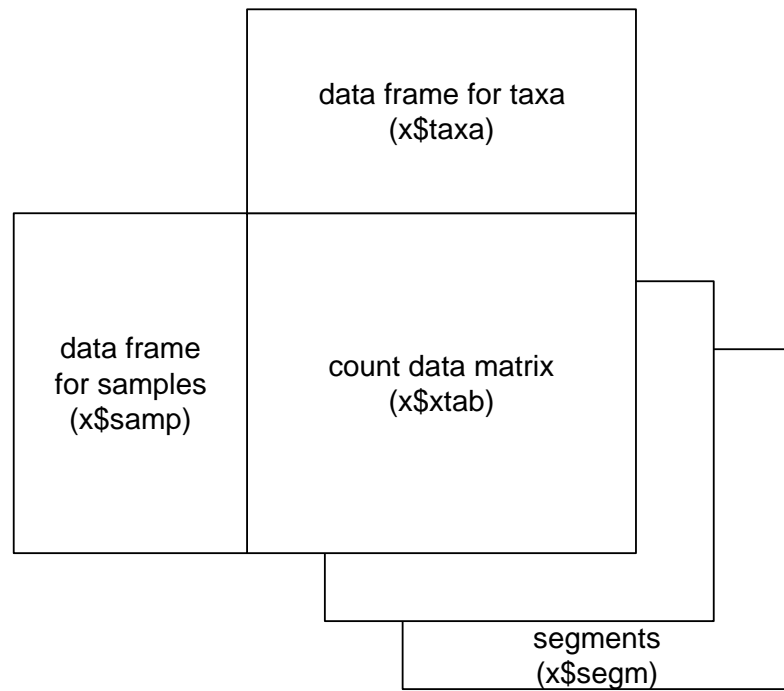 data frame for taxa
(x$taxa)
data frame
for samples
(x$samp)
count data matrix
(x$xtab)
segments
(x$segm)